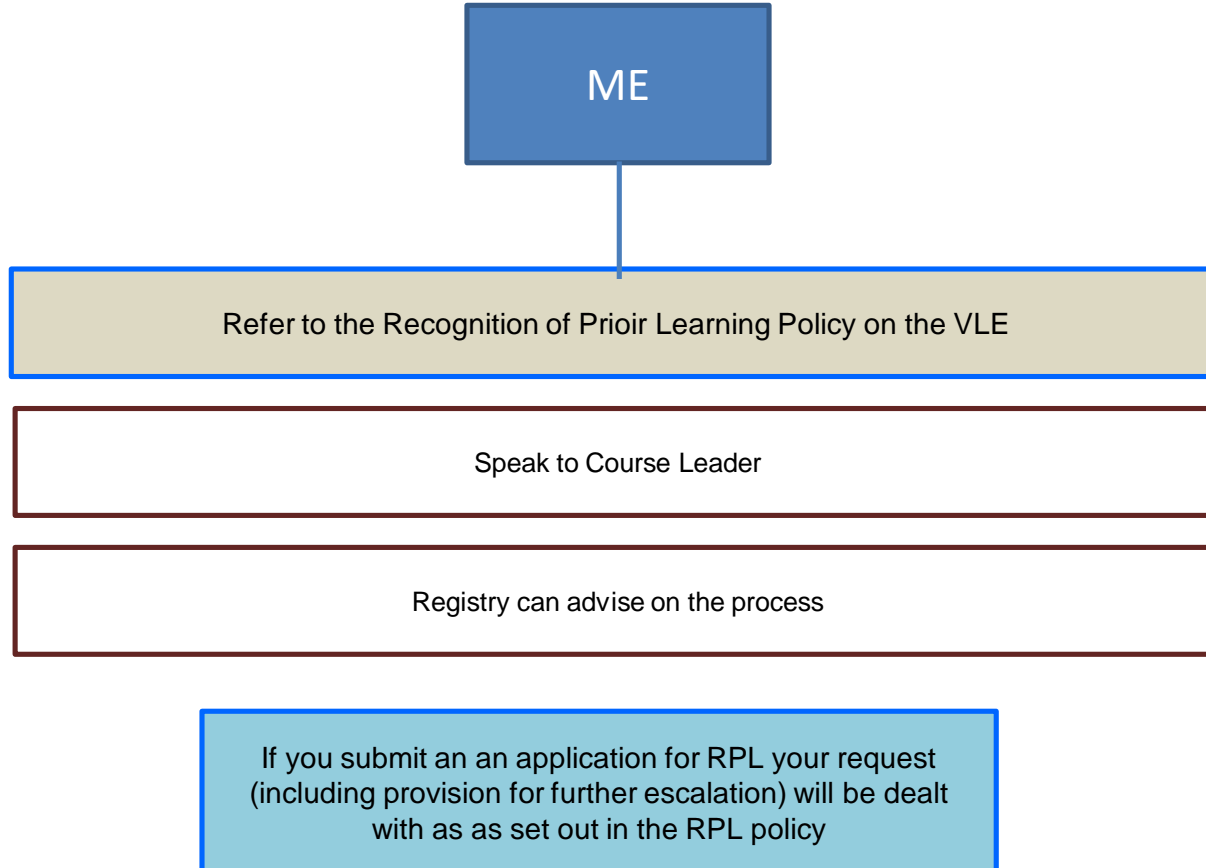 ME
Refer to the Recognition of Prioir Learning Policy on the VLE
Speak to Course Leader
Registry can advise on the process
If you submit an an application for RPL your request
(including provision for further escalation) will be dealt
with as as set out in the RPL policy